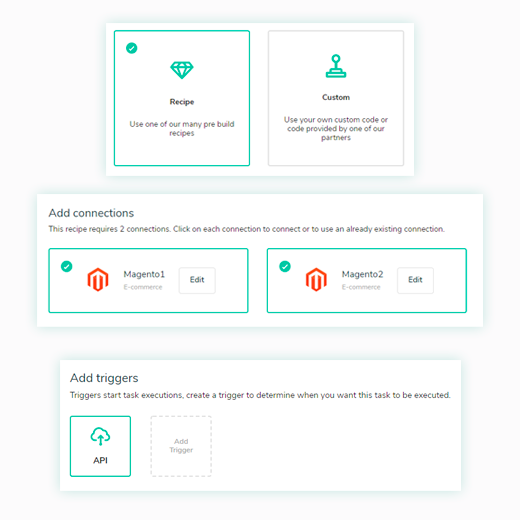 Recipe
Use one of our many pre build
recipes
Custom
Use your own custom code or
code provided by one of our
partners
Add connections
This recipe requires 2 connections. Click on each connection to connect or to use an already existing connection.
Magento1
E-commerce
Edit
Magento2
E-commerce
Edit
Add triggers
Triggers start task executions, create a trigger to determine when you want this task to be executed.
API
Add
Trigger